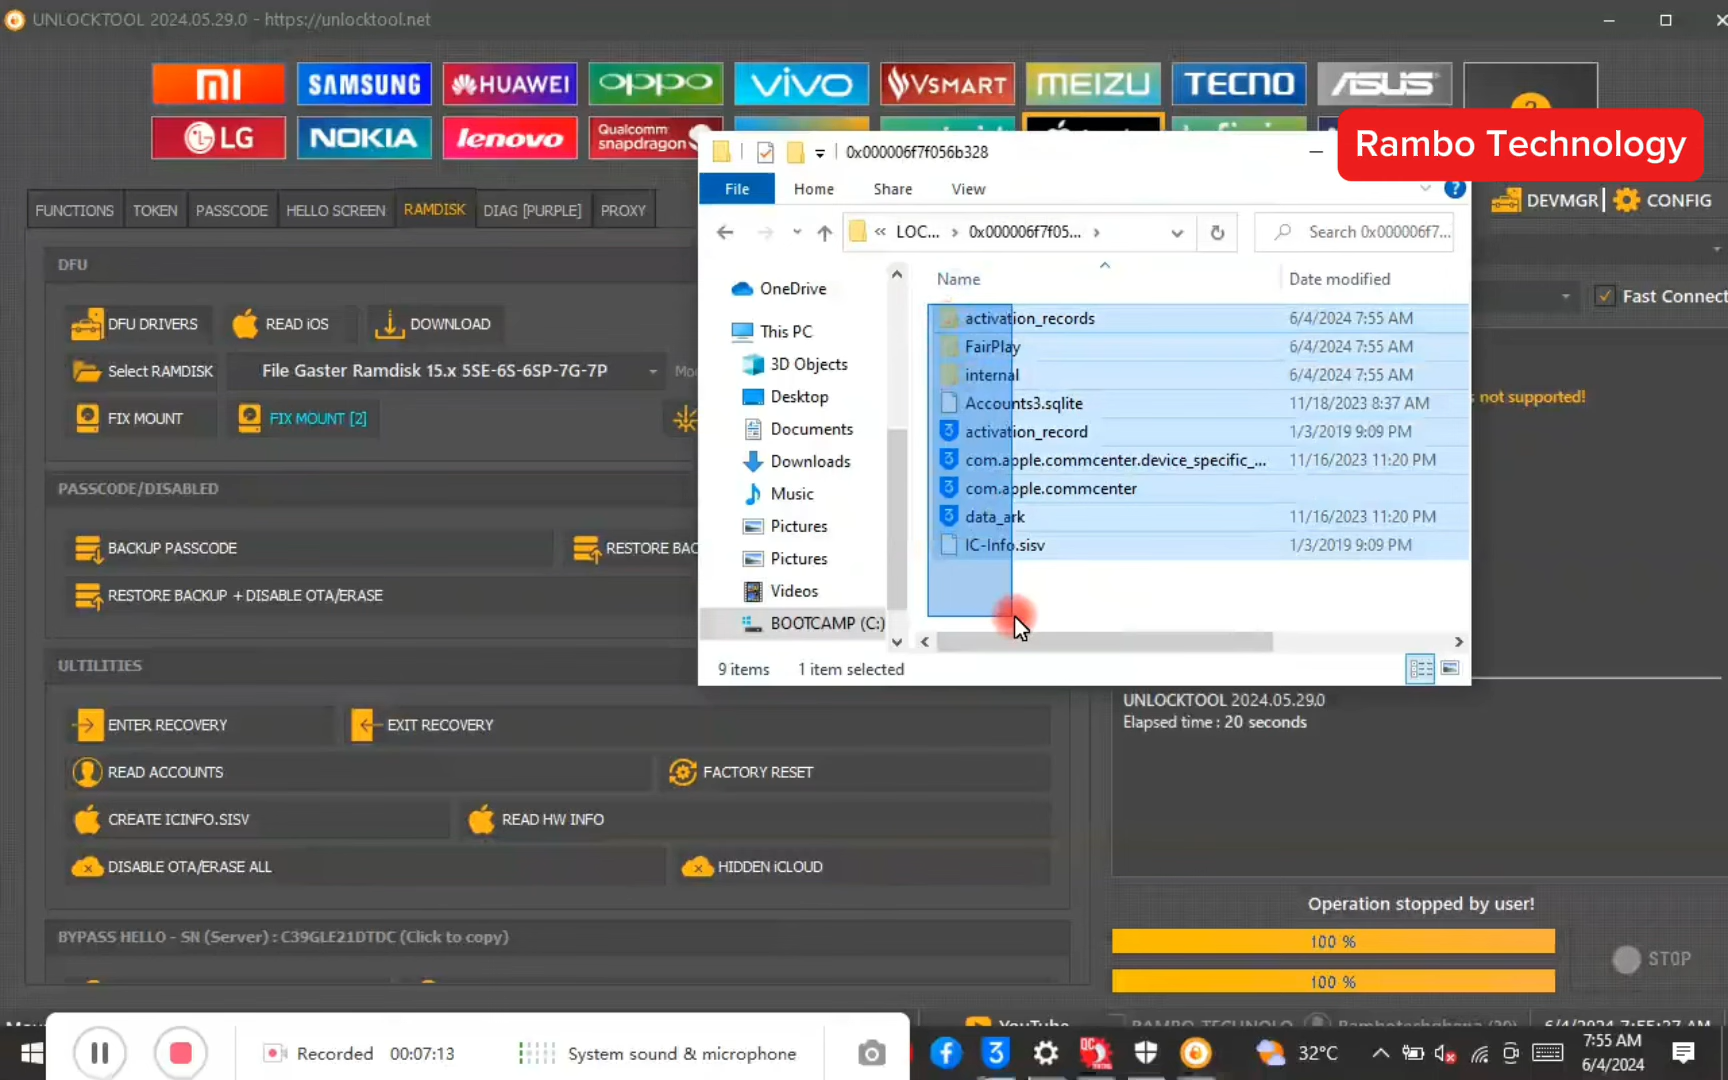 UNLOCKTOOL 2024.05.29.0 - https://unlocktool.net
mi
SAMSUNG
HUAWEI
oppo
vivo
VSMART
MEIZU
TECNO
ASUS
LG
NOKIA
lenovo
Qualcomm
snapdragon
Rambo Technology
FUNCTIONS
TOKEN
PASSCODE
HELLO SCREEN
RAMDISK
DIAG [PURPLE]
PROXY
DEVMGR
CONFIG
DFU
DFU DRIVERS
READ iOS
DOWNLOAD
Select RAMDISK
File Gaster Ramdisk 15.x 5SE-6S-6SP-7G-7P
FIX MOUNT
FIX MOUNT [2]
Fast Connect
not supported!
PASSCODE/DISABLED
BACKUP PASSCODE
RESTORE BAC
RESTORE BACKUP + DISABLE OTA/ERASE
ULTILITIES
ENTER RECOVERY
EXIT RECOVERY
READ ACCOUNTS
FACTORY RESET
CREATE ICINFO.SISV
READ HW INFO
DISABLE OTA/ERASE ALL
HIDDEN iCLOUD
BYPASS HELLO - SN (Server) : C39GLE21DTDC (Click to copy)
0x000006f7f056b328
File
Home
Share
View
?
« LOC... › 0x000006f7f05... ›
Search 0x000006f7...
OneDrive
This PC
3D Objects
Desktop
Documents
Downloads
Music
Pictures
Pictures
Videos
BOOTCAMP (C:)
Name
Date modified
activation_records 6/4/2024 7:55 AM
FairPlay 6/4/2024 7:55 AM
internal 6/4/2024 7:55 AM
Accounts3.sqlite 11/18/2023 8:37 AM
activation_record 1/3/2019 9:09 PM
com.apple.commcenter.device_specific_... 11/16/2023 11:20 PM
com.apple.commcenter
data_ark 11/16/2023 11:20 PM
IC-Info.sisv 1/3/2019 9:09 PM
9 items
1 item selected
UNLOCKTOOL 2024.05.29.0
Elapsed time : 20 seconds
Operation stopped by user!
100 %
100 %
STOP
YouTube
Recorded 00:07:13
System sound & microphone
32°C
7:55 AM
6/4/2024